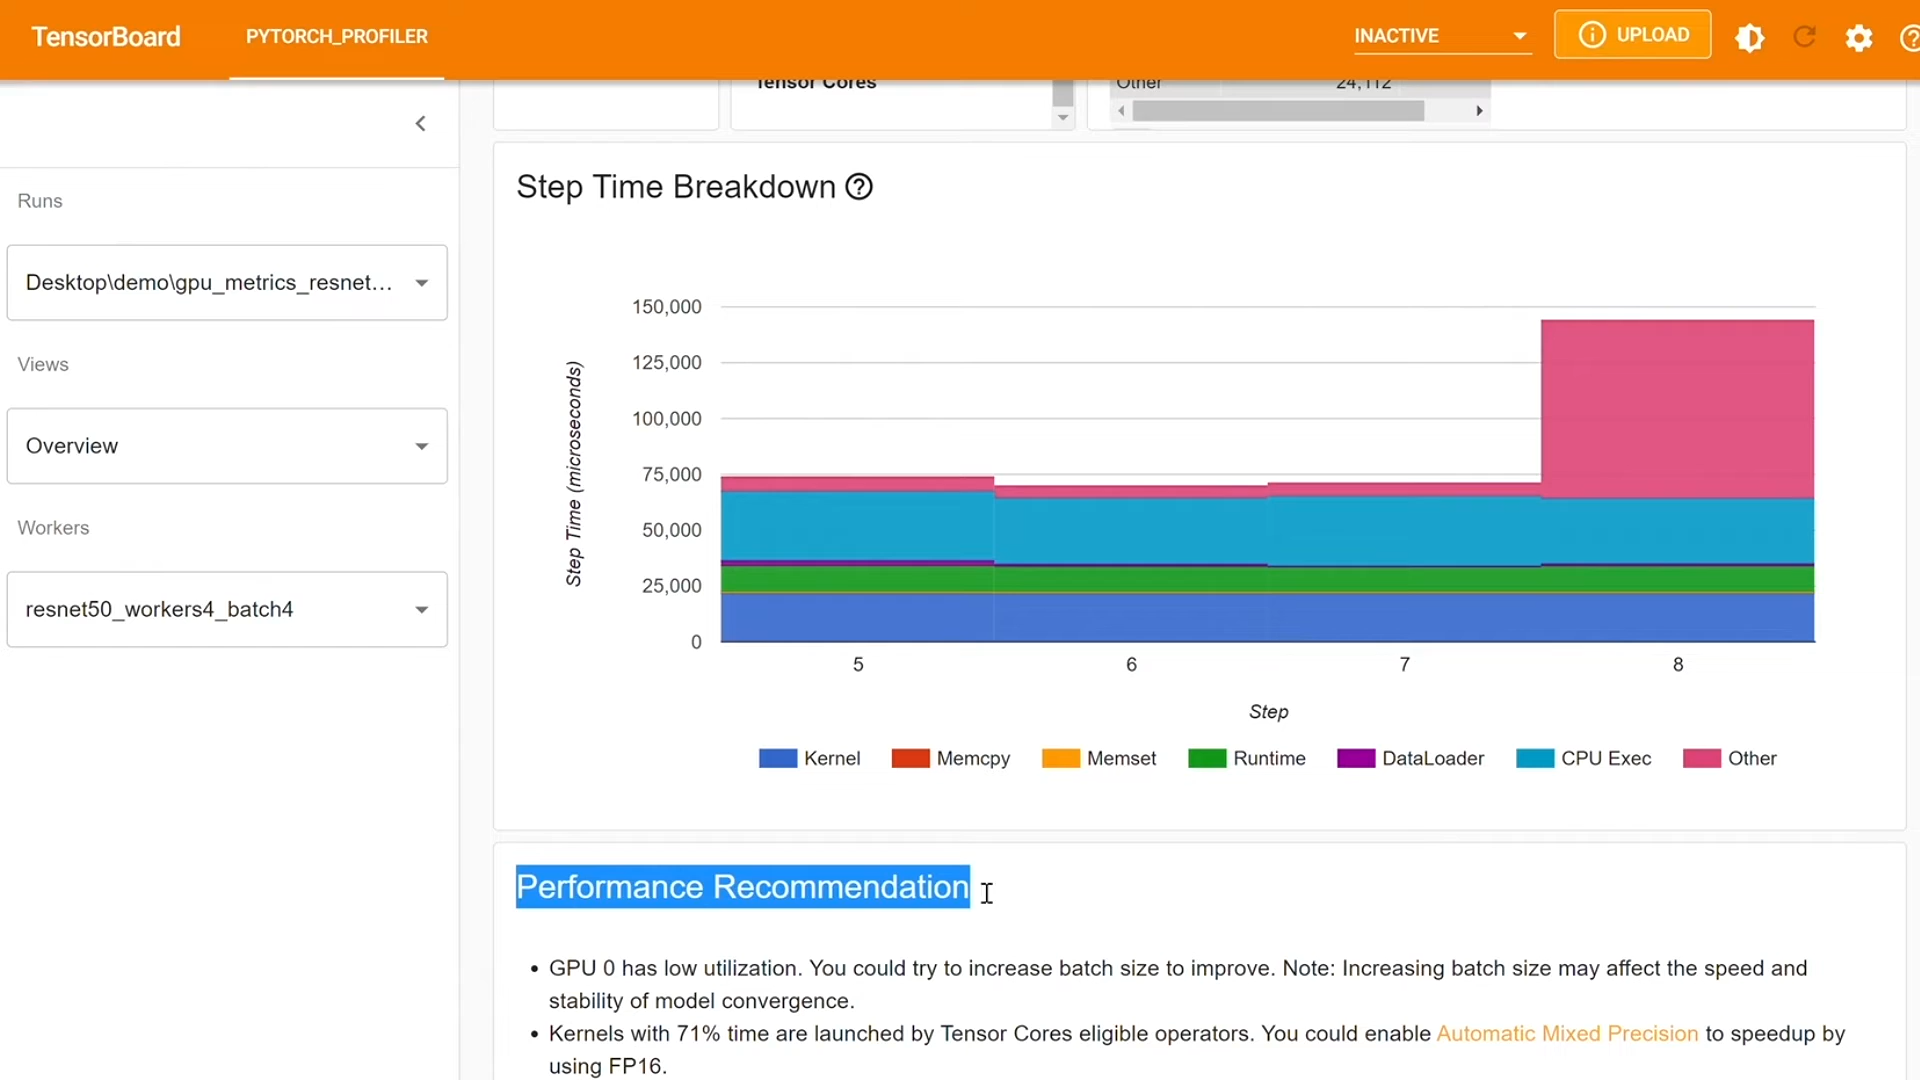 TensorBoard
PYTORCH_PROFILER
INACTIVE
UPLOAD
Tensor Cores
Other 24,112
Runs
Desktop\demo\gpu_metrics_resnet...
Views
Overview
Workers
resnet50_workers4_batch4
Step Time Breakdown
Step Time (microseconds)
150,000
125,000
100,000
75,000
50,000
25,000
0
5 6 7 8
Step
Kernel Memcpy Memset Runtime DataLoader CPU Exec Other
Performance Recommendation
• GPU 0 has low utilization. You could try to increase batch size to improve. Note: Increasing batch size may affect the speed and
stability of model convergence.
• Kernels with 71% time are launched by Tensor Cores eligible operators. You could enable Automatic Mixed Precision to speedup by
using FP16.